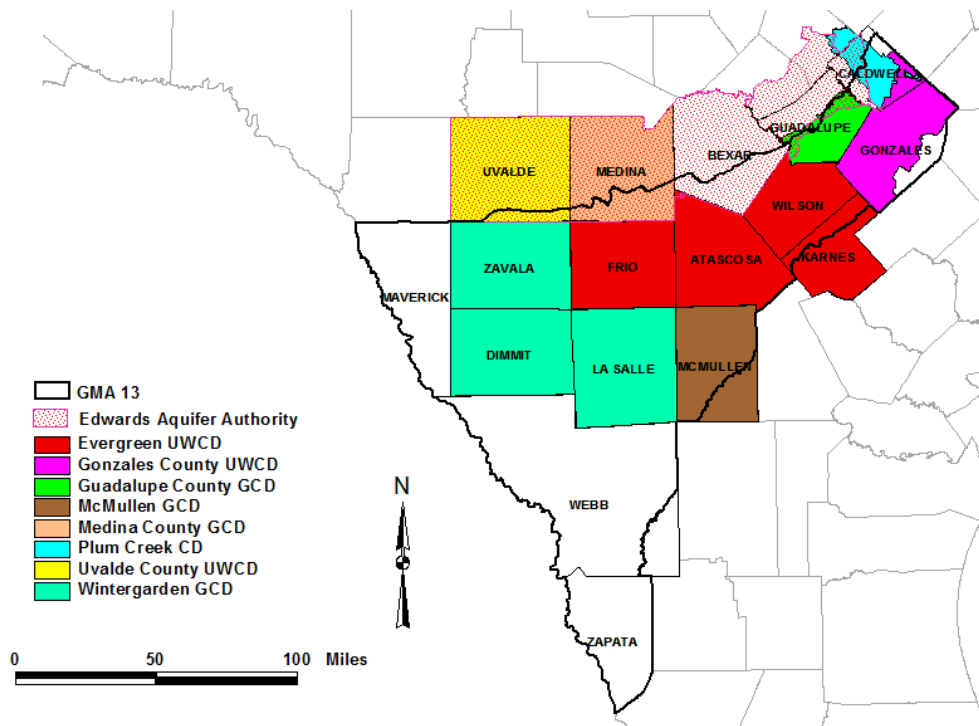 CALDWELL
GUADALUPE
GONZALES
BEXAR
UVALDE
MEDINA
WILSON
ZAVALA
FRIO
ATASCOSA
KARNES
MAVERICK
DIMMIT
LA SALLE
MCMULLEN
WEBB
ZAPATA
GMA 13
Edwards Aquifer Authority
Evergreen UWCD
Gonzales County UWCD
Guadalupe County GCD
McMullen GCD
Medina County GCD
Plum Creek CD
Uvalde County UWCD
Wintergarden GCD
N
0 50 100 Miles